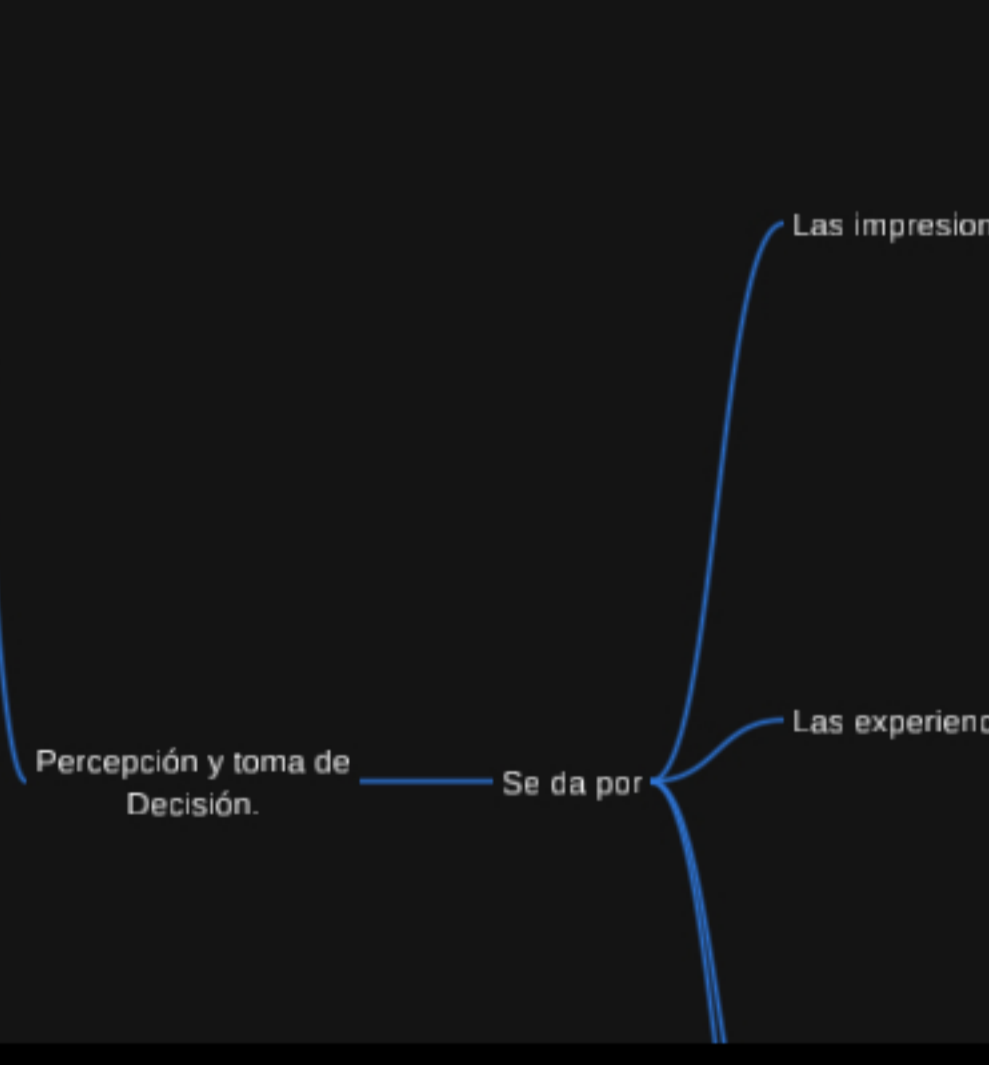 Las impresion
Las experienc
Percepción y toma de
Decisión.
Se da por